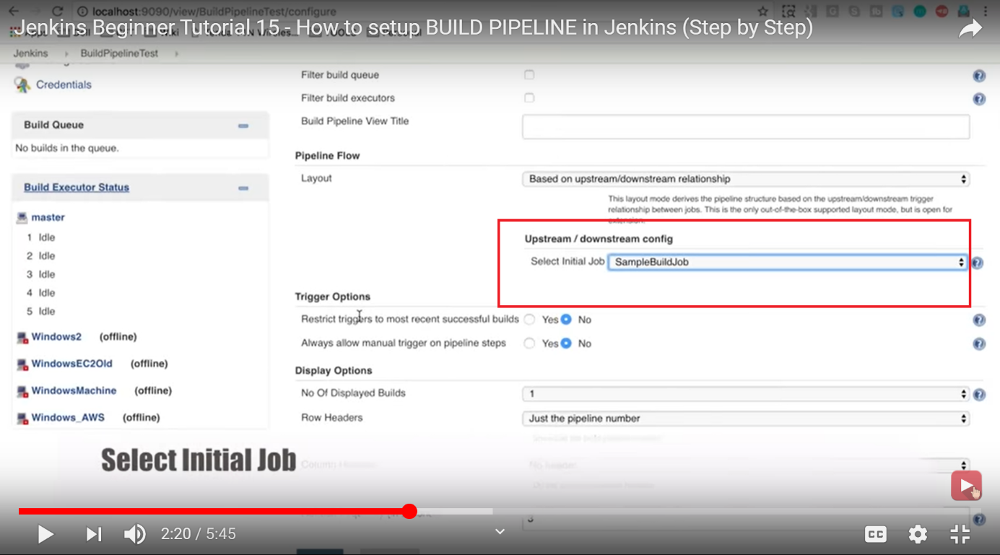 localhost:9090/view/BuildPipelineTest/configure
Jenkins Beginner Tutorial 15 - How to setup BUILD PIPELINE in Jenkins (Step by Step)
Jenkins BuildPipelineTest
Credentials
Build Queue
No builds in the queue.
Build Executor Status
master
1 Idle
2 Idle
3 Idle
4 Idle
5 Idle
Windows2 (offline)
WindowsEC2Old (offline)
WindowsMachine (offline)
Windows_AWS (offline)
Filter build queue
Filter build executors
Build Pipeline View Title
Pipeline Flow
Layout Based on upstream/downstream relationship
This layout mode derives the pipeline structure based on the upstream/downstream trigger
relationship between jobs. This is the only out-of-the-box supported layout mode, but is open for
extension.
Upstream / downstream config
Select Initial Job SampleBuildJob
Trigger Options
Restrict triggers to most recent successful builds Yes No
Always allow manual trigger on pipeline steps Yes No
Display Options
No Of Displayed Builds 1
Row Headers Just the pipeline number
Column Headers No header
Select Initial Job
3
2:20 / 5:45
CC